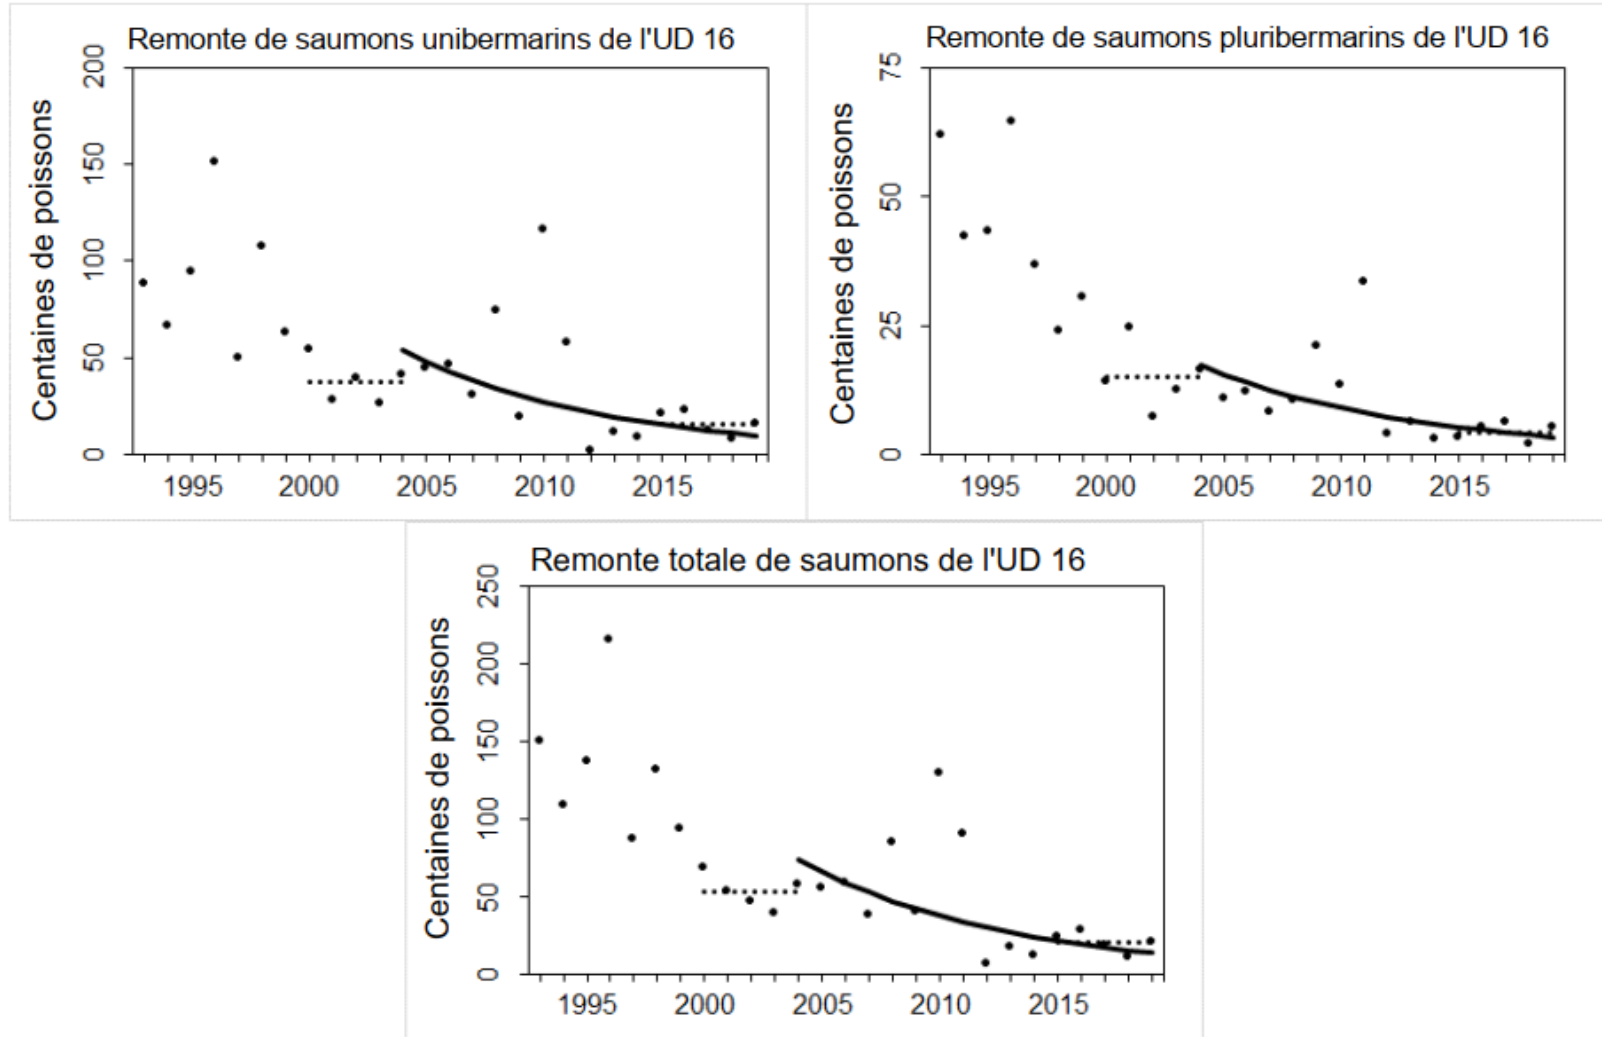 Remonte de saumons unibermarins de l'UD 16
Centaines de poissons
200
150
100
50
0
1995 2000 2005 2010 2015
Remonte de saumons pluribermarins de l'UD 16
Centaines de poissons
75
50
25
0
1995 2000 2005 2010 2015
Remonte totale de saumons de l'UD 16
Centaines de poissons
250
200
150
100
50
0
1995 2000 2005 2010 2015